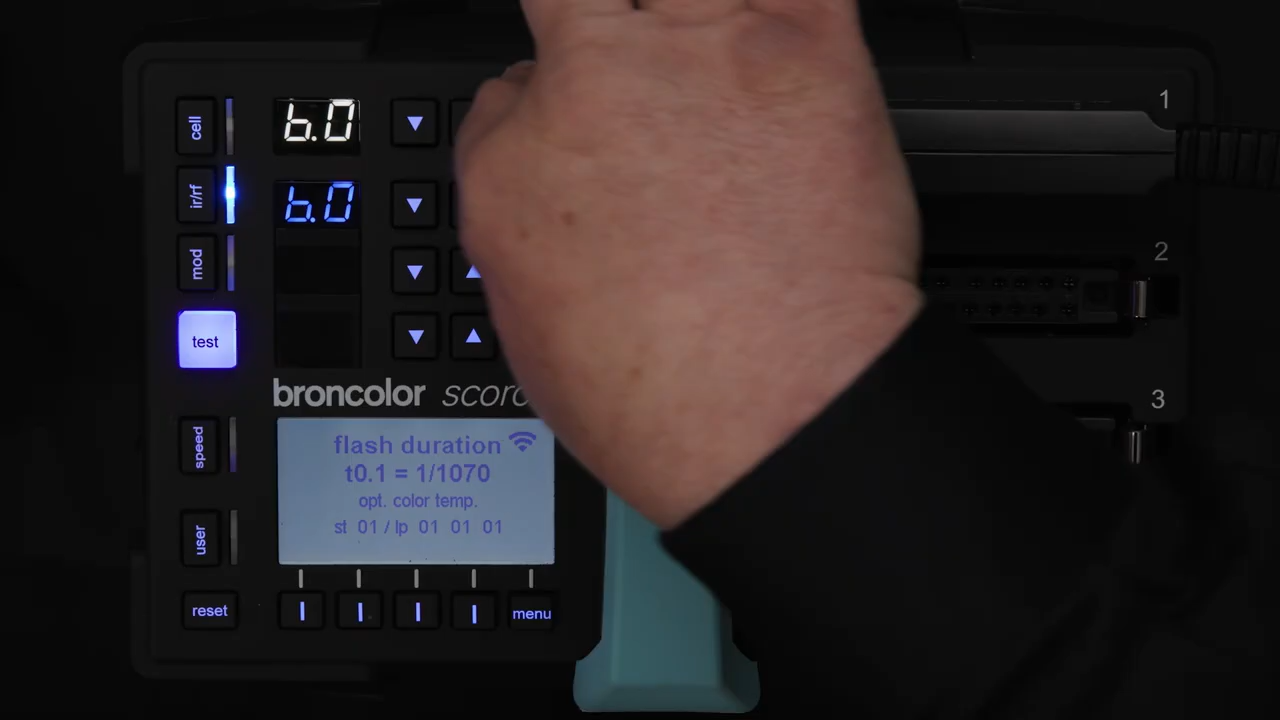 cell
6.0
ir/rf
6.0
mod
test
broncolor scoro
speed
flash duration
t0.1 = 1/1070
opt. color temp.
st 01 / lp 01 01 01
user
reset
menu
1
2
3